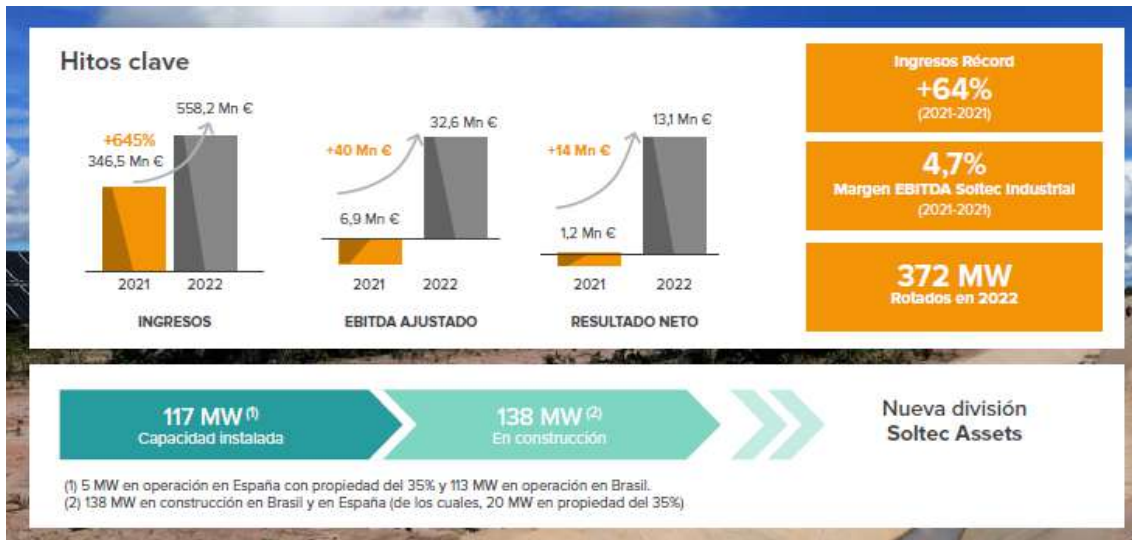 Hitos clave
558,2 Mn €
+645%
346,5 Mn €
2021 2022
INGRESOS
32,6 Mn €
+40 Mn €
6,9 Mn €
2021 2022
EBITDA AJUSTADO
13,1 Mn €
+14 Mn €
1,2 Mn €
2021 2022
RESULTADO NETO
Ingresos Récord
+64%
(2021-2021)
4,7%
Margen EBITDA Soltec Industrial
(2021-2021)
372 MW
Rotados en 2022
117 MW (1)
Capacidad instalada
138 MW (2)
En construcción
Nueva división
Soltec Assets
(1) 5 MW en operación en España con propiedad del 35% y 113 MW en operación en Brasil.
(2) 138 MW en construcción en Brasil y en España (de los cuales, 20 MW en propiedad del 35%)